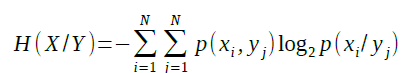 H(X/Y)=−∑_{i=1}^{N} ∑_{j=1}^{N} p(x_i, y_j) log_2 p(x_i/y_j)